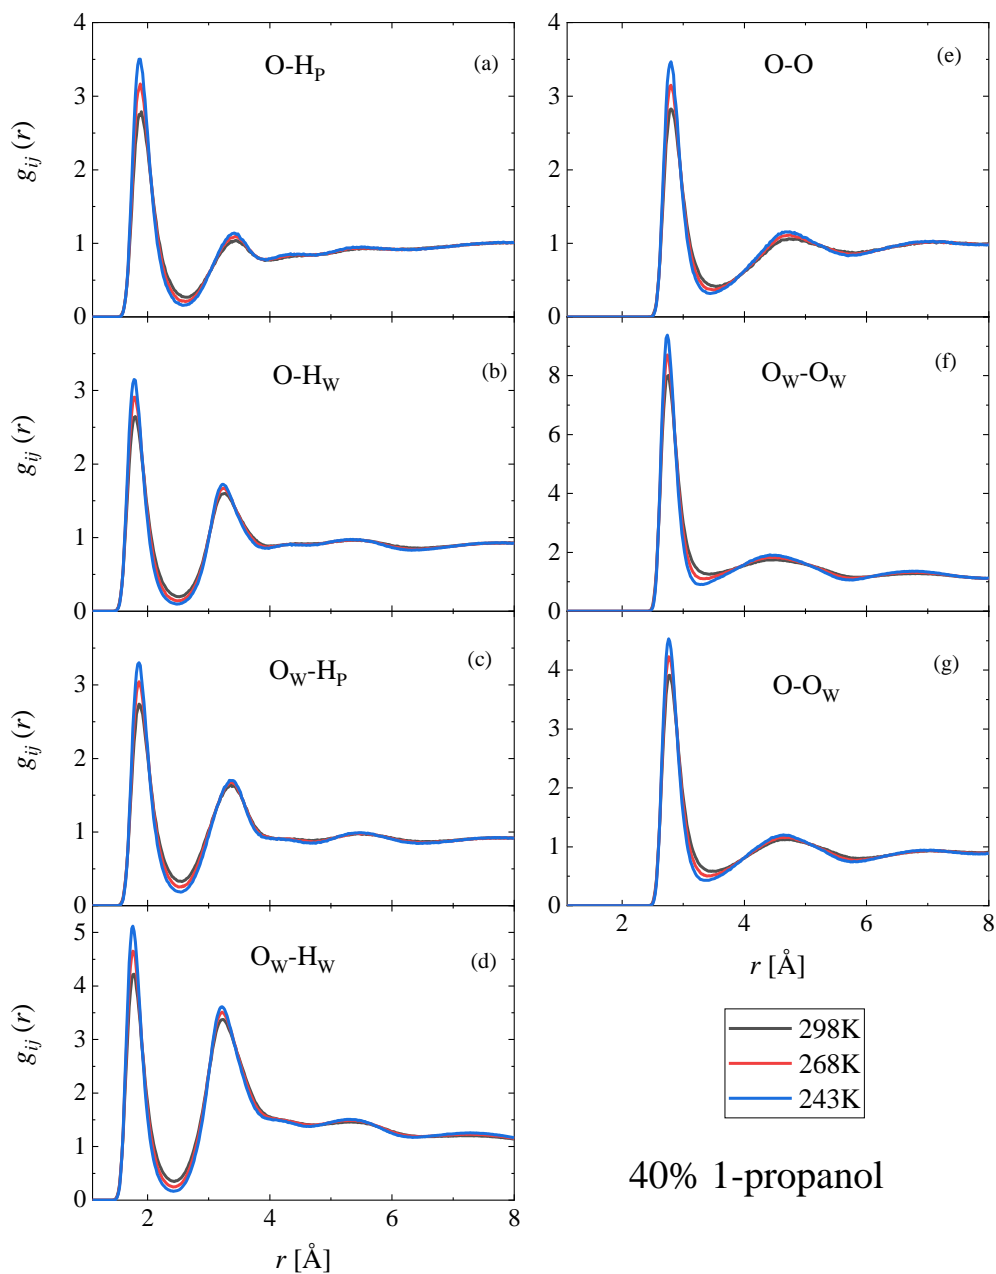 4
3
2
1
0
g_ij (r)
O-H_P
(a)
3
2
1
0
g_ij (r)
O-H_W
(b)
3
2
1
0
g_ij (r)
O_W-H_P
(c)
5
4
3
2
1
0
g_ij (r)
O_W-H_W
(d)
2 4 6 8
r [Å]
4
3
2
1
0
O-O
(e)
8
6
4
2
0
O_W-O_W
(f)
4
3
2
1
0
O-O_W
(g)
2 4 6 8
r [Å]
298K
268K
243K
40% 1-propanol